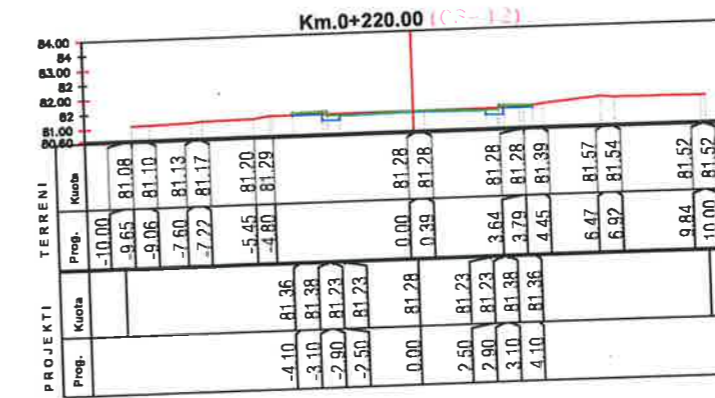 Km.0+220.00 (C3-12)
84.00
84
83.00
82
82.00
82
81.00
80.60
TERRENI
Kuota
81.08 81.10 81.13 81.17 81.20 81.29 81.28 81.28 81.28 81.28 81.39 81.57 81.54 81.52 81.52
Prog.
-10.00 -9.65 -9.06 -7.60 -7.22 -5.45 -4.80 0.00 0.39 3.64 3.79 4.45 6.47 6.92 9.84 10.00
PROJEKTI
Kuota
81.36 81.38 81.23 81.23 81.28 81.23 81.23 81.38 81.36
Prog.
-4.10 -3.10 -2.90 -2.50 0.00 2.50 2.90 3.10 4.10